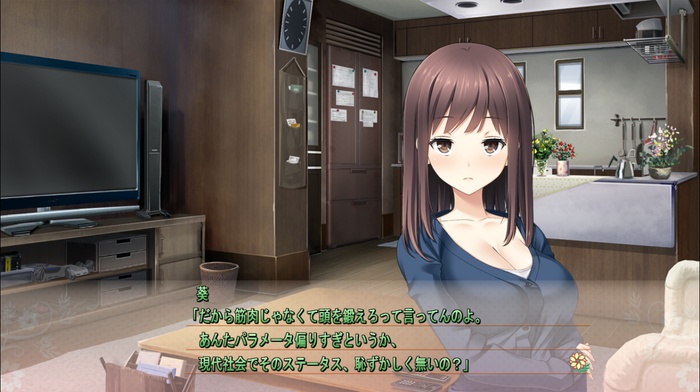 葵
「だから筋肉じゃなくて頭を鍛えろって言ってんのよ。
あんたパラメータ偏りすぎというか、
現代社会でそのステータス、恥ずかしく無いの？」